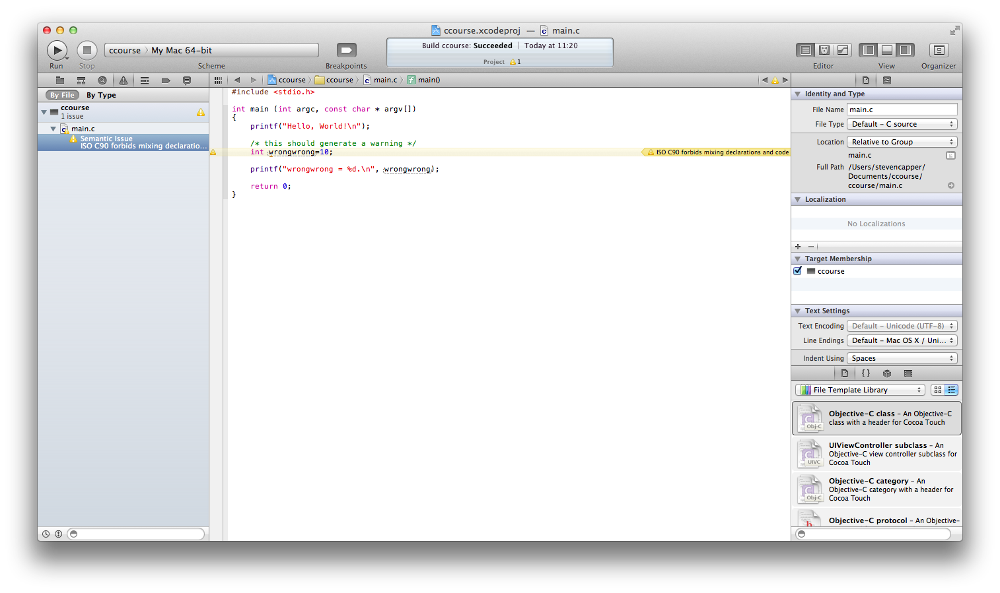 ccourse.xcodeproj — main.c
ccourse My Mac 64-bit
Build ccourse: Succeeded Today at 11:20
Project 1
Run Stop Scheme Breakpoints Editor View Organizer
ccourse ccourse main.c main()
By File By Type
ccourse
1 issue
main.c
Semantic Issue
ISO C90 forbids mixing declaratio...
#include <stdio.h>
int main (int argc, const char * argv[])
{
printf("Hello, World!\n");
/* this should generate a warning */
int wrongwrong=10;
ISO C90 forbids mixing declarations and code
printf("wrongwrong = %d.\n", wrongwrong);
return 0;
}
Identity and Type
File Name main.c
File Type Default - C source
Location Relative to Group
main.c
Full Path /Users/stevencapper/
Documents/ccourse/
ccourse/main.c
Localization
No Localizations
Target Membership
ccourse
Text Settings
Text Encoding Default - Unicode (UTF-8)
Line Endings Default - Mac OS X / Uni...
Indent Using Spaces
{ }
File Template Library
Obj-C
Objective-C class - An Objective-C
class with a header for Cocoa Touch
UIVC
UIViewController subclass - An
Objective-C view controller subclass for
Cocoa Touch
Obj-C
Objective-C category - An
Objective-C category with a header for
Cocoa Touch
Objective-C protocol - An Objective-